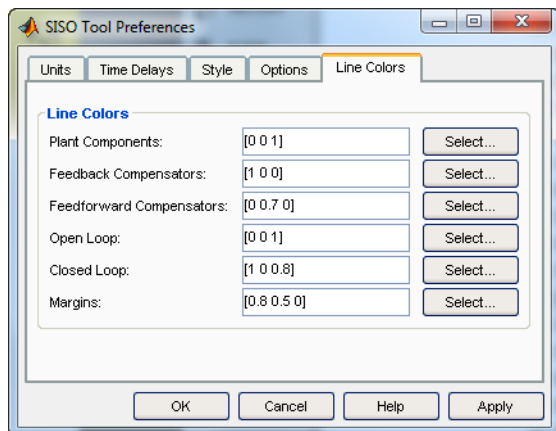 SISO Tool Preferences
Units Time Delays Style Options Line Colors
Line Colors
Plant Components: [0 0 1] Select...
Feedback Compensators: [1 0 0] Select...
Feedforward Compensators: [0 0.7 0] Select...
Open Loop: [0 0 1] Select...
Closed Loop: [1 0 0.8] Select...
Margins: [0.8 0.5 0] Select...
OK Cancel Help Apply